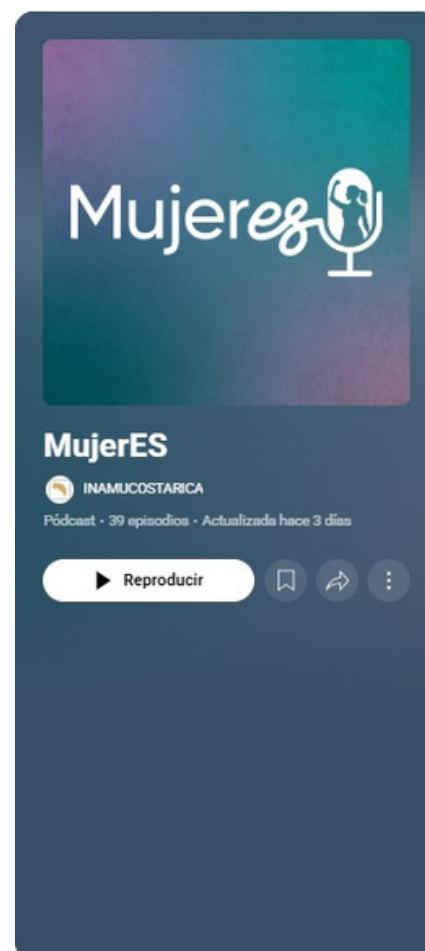 Mujeres
MujerES
INAMUCOSTARICA
Pódcast • 39 episodios • Actualizada hace 3 días
Reproducir